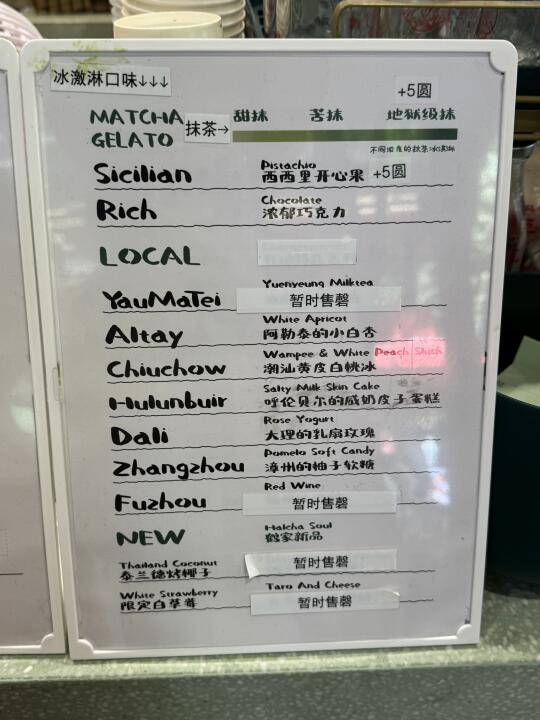 冰激淋口味↓↓↓
+5圆
MATCHA GELATO 抹茶→ 甜抹 苦抹 地狱级抹
不同浓度的抹茶冰淇淋
Sicilian Pistachio 西西里开心果 +5圆
Rich Chocolate 浓郁巧克力
LOCAL
YauMaTei Yuenyeung Milktea 暂时售罄
Altay White Apricot 阿勒泰的小白杏
Chiuchow Wampee & White Peach Shish 潮汕黄皮白桃冰
Hulunbuir Salty Milk Skin Cake 呼伦贝尔的咸奶皮子蛋糕
Dali Rose Yogurt 大理的乳扇玫瑰
Zhangzhou Pomelo Soft Candy 漳州的柚子软糖
Fuzhou Red Wine 暂时售罄
NEW Halcha Soul 鹤家新品
Thailand Coconut 泰兰德烤椰子 暂时售罄
White Strawberry 限定白草莓 Taro And Cheese 暂时售罄